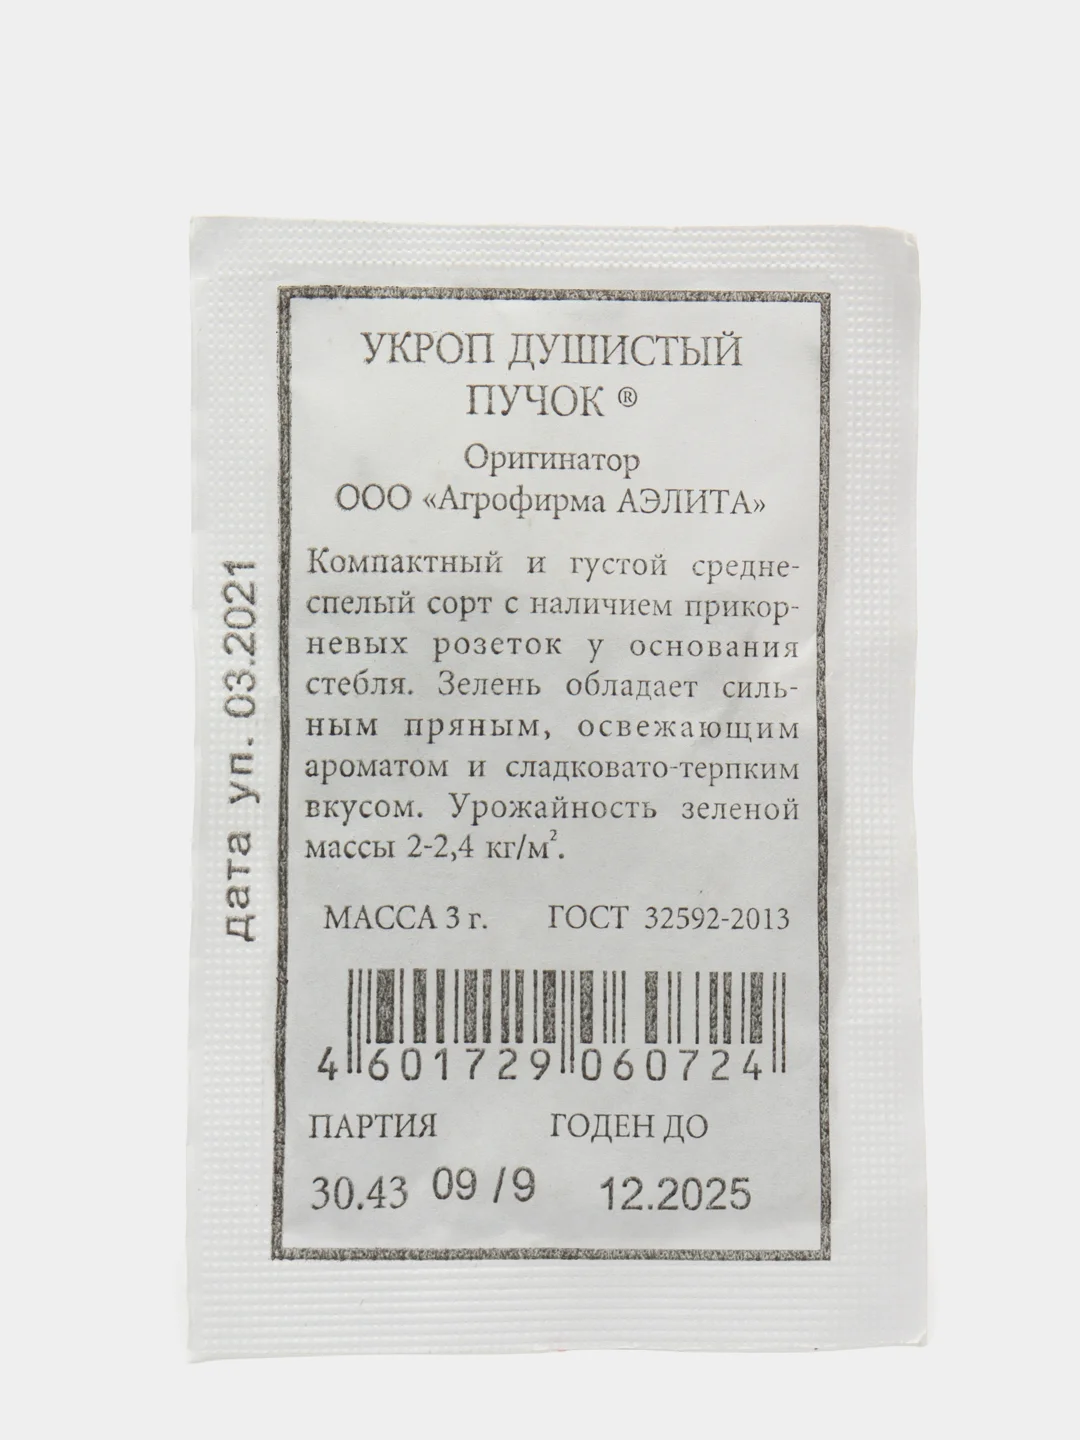 УКРОП ДУШИСТЫЙ
ПУЧОК ®
Оригинатор
ООО «Агрофирма АЭЛИТА»
Компактный и густой средне-
спелый сорт с наличием прикор-
невых розеток у основания
стебля. Зелень обладает силь-
ным пряным, освежающим
ароматом и сладковато-терпким
вкусом. Урожайность зеленой
массы 2-2,4 кг/м².
МАССА 3 г. ГОСТ 32592-2013
4 601729 060724
ПАРТИЯ ГОДЕН ДО
30.43 09 /9 12.2025
дата уп. 03.2021